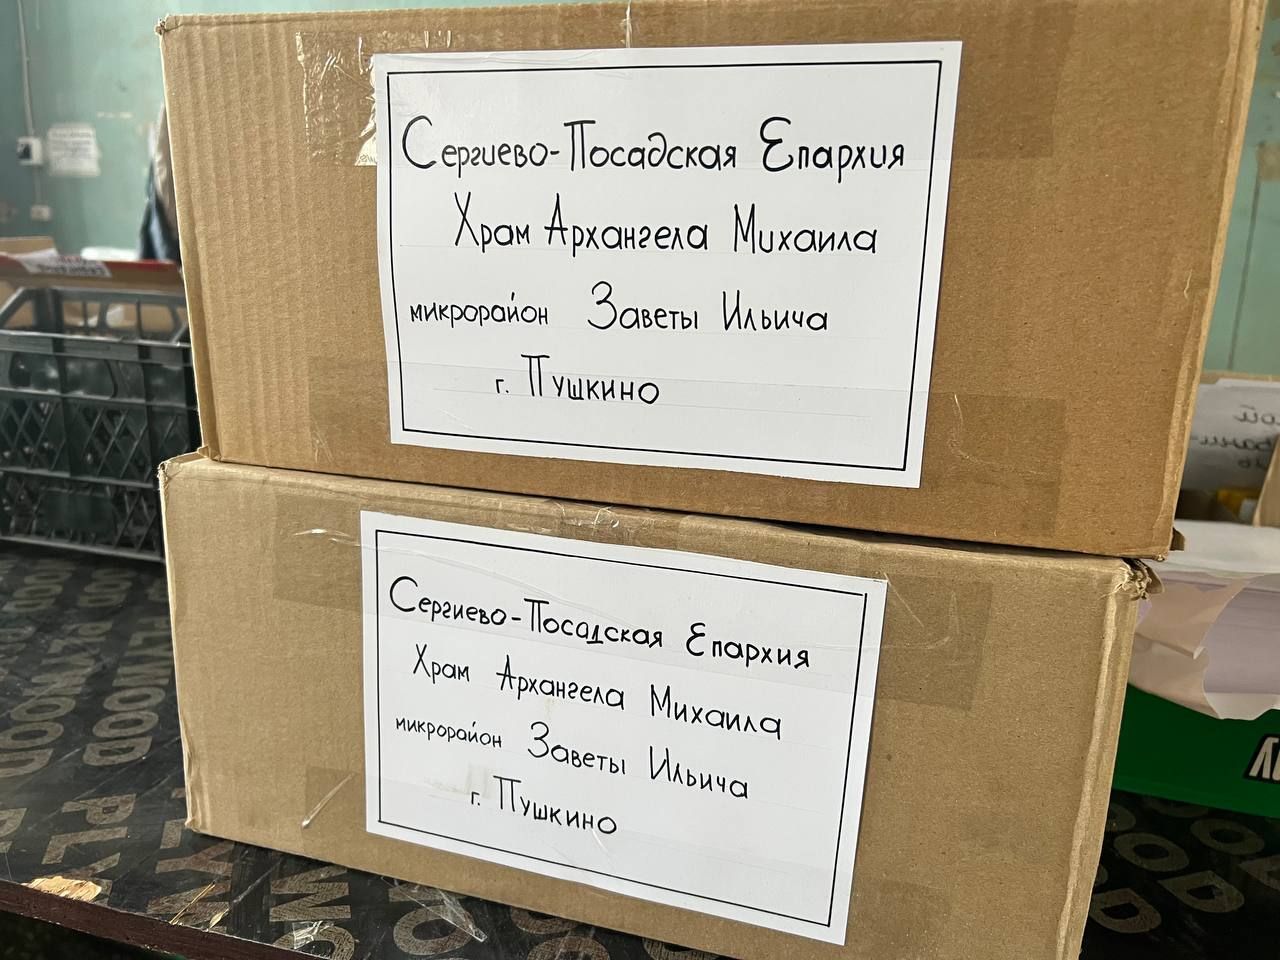 Сергиево-Посадская Епархия
Храм Архангела Михаила
микрорайон Заветы Ильича
г. Пушкино
Сергиево-Посадская Епархия
Храм Архангела Михаила
микрорайон Заветы Ильича
г. Пушкино
PLYWOOD
PLYWOOD